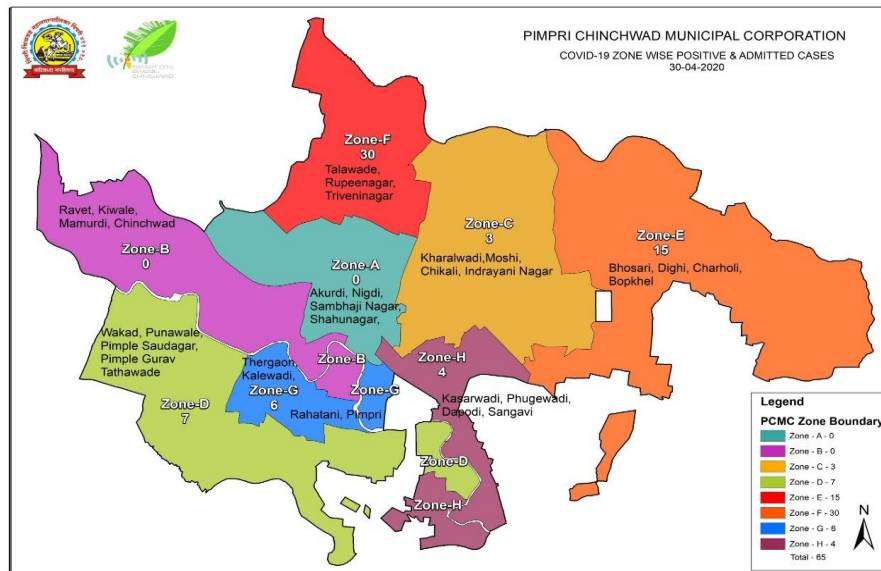 PIMPRI CHINCHWAD MUNICIPAL CORPORATION
COVID-19 ZONE WISE POSITIVE & ADMITTED CASES
30-04-2020
Zone-F
30
Talawade,
Rupeenagar,
Triveninagar
Zone-C
3
Kharalwadi,Moshi,
Chikali, Indrayani Nagar
Zone-E
15
Bhosari, Dighi, Charholi,
Bopkhel
Ravet, Kiwale,
Mamurdi, Chinchwad
Zone-B
0
Zone-A
0
Akurdi, Nigdi,
Sambhaji Nagar,
Shahunagar,
Wakad, Punawale,
Pimple Saudagar,
Pimple Gurav
Tathawade
Zone-D
7
Thergaon,
Kalewadi,
Zone-G
6
Rahatani, Pimpri
Zone-B
Zone-G
Zone-H
4
Kasarwadi, Phugewadi,
Dapodi, Sangavi
Zone-D
Zone-H
Legend
PCMC Zone Boundary
Zone - A - 0
Zone - B - 0
Zone - C - 3
Zone - D - 7
Zone - E - 15
Zone - F - 30
Zone - G - 6
Zone - H - 4
Total - 65
N